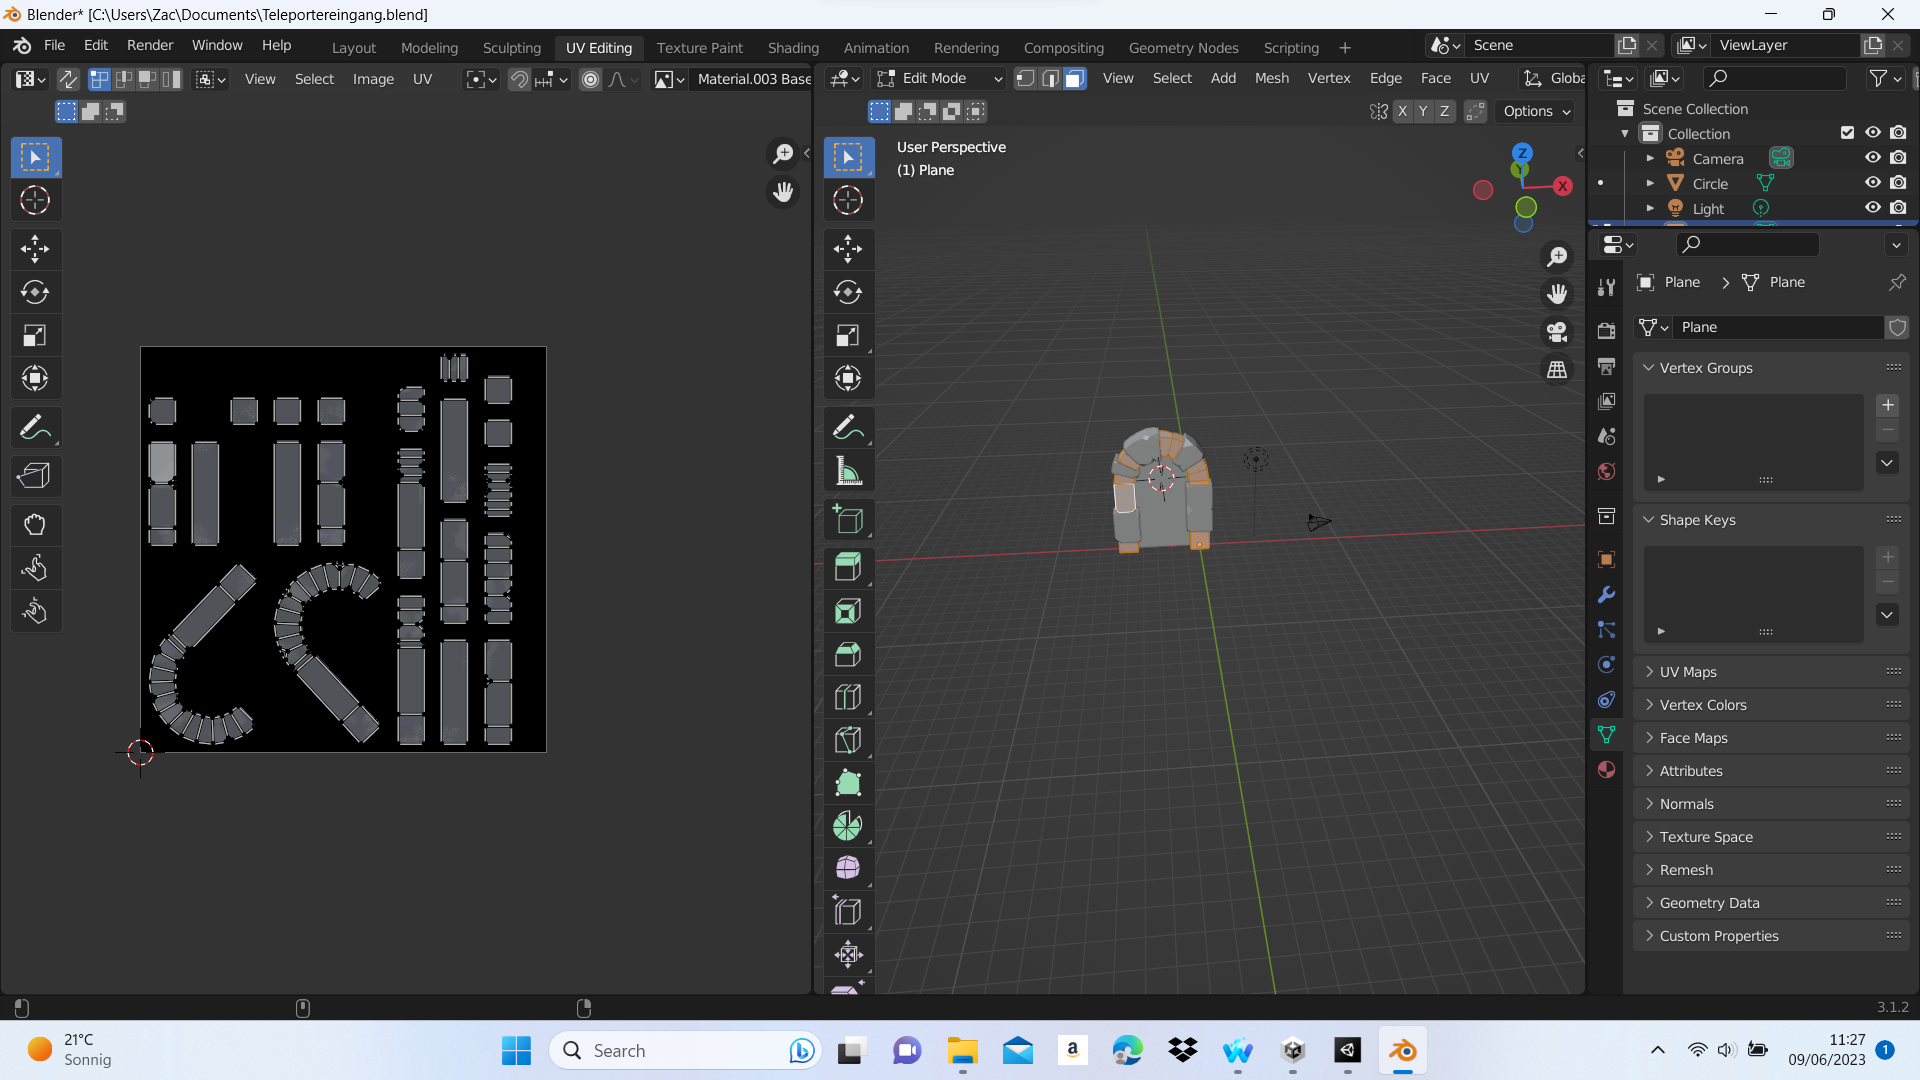 Blender* [C:\Users\Zac\Documents\Teleportereingang.blend]
File Edit Render Window Help Layout Modeling Sculpting UV Editing Texture Paint Shading Animation Rendering Compositing Geometry Nodes Scripting + Scene ViewLayer
View Select Image UV Material.003 Base Edit Mode View Select Add Mesh Vertex Edge Face UV Globa
X Y Z Options
User Perspective
(1) Plane
Z
Y
X
Scene Collection
Collection
Camera
Circle
Light
Plane > Plane
Plane
Vertex Groups
Shape Keys
UV Maps
Vertex Colors
Face Maps
Attributes
Normals
Texture Space
Remesh
Geometry Data
Custom Properties
3.1.2
21°C
Sonnig
Search
a
11:27
09/06/2023
1